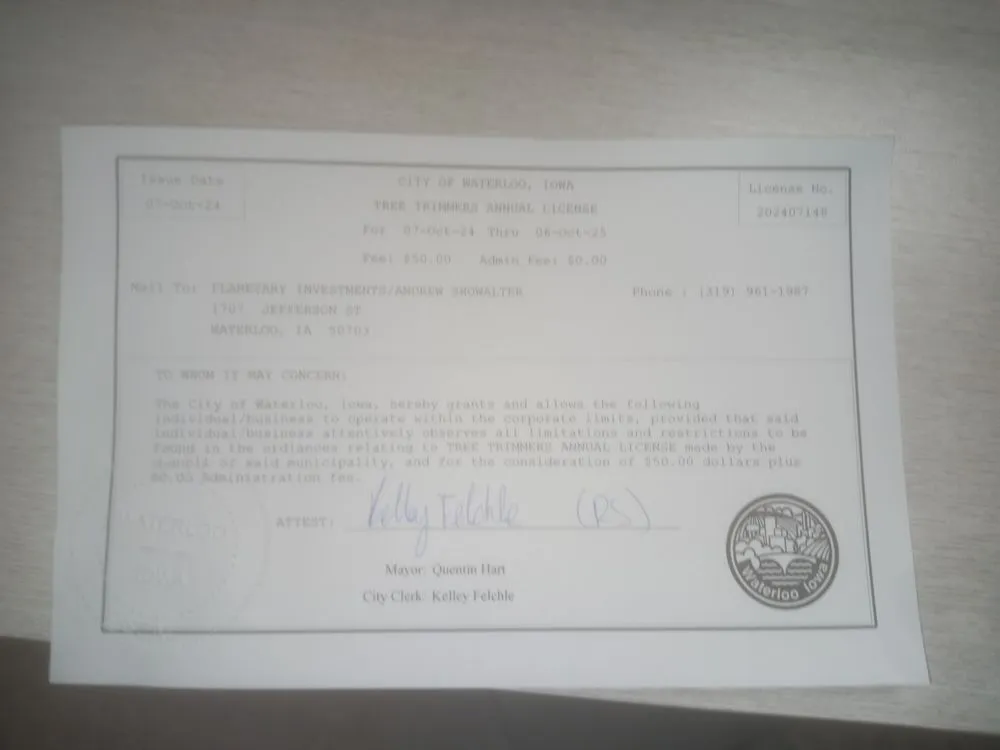 Issue Date
07-Oct-24
CITY OF WATERLOO, IOWA
TREE TRIMMERS ANNUAL LICENSE
For 07-Oct-24 Thru 06-Oct-25
Fee: $50.00 Admin Fee: $0.00
License No.
202407148
Mail To: PLANETARY INVESTMENTS/ANDREW SHOWALTER
Phone : (319) 961-1987
1707 JEFFERSON ST
WATERLOO, IA 50702
TO WHOM IT MAY CONCERN:
The City of Waterloo, Iowa, hereby grants and allows the following
individual/business to operate within the corporate limits, provided that said
individual/business attentively observes all limitations and restrictions to be
found in the ordiances relating to TREE TRIMMERS ANNUAL LICENSE made by the
council of said municipality, and for the consideration of $50.00 dollars plus
$0.00 Administration fee.
ATTEST: Kelley Felchle (RS)
Mayor: Quentin Hart
City Clerk: Kelley Felchle
Waterloo Iowa
WATERLOO